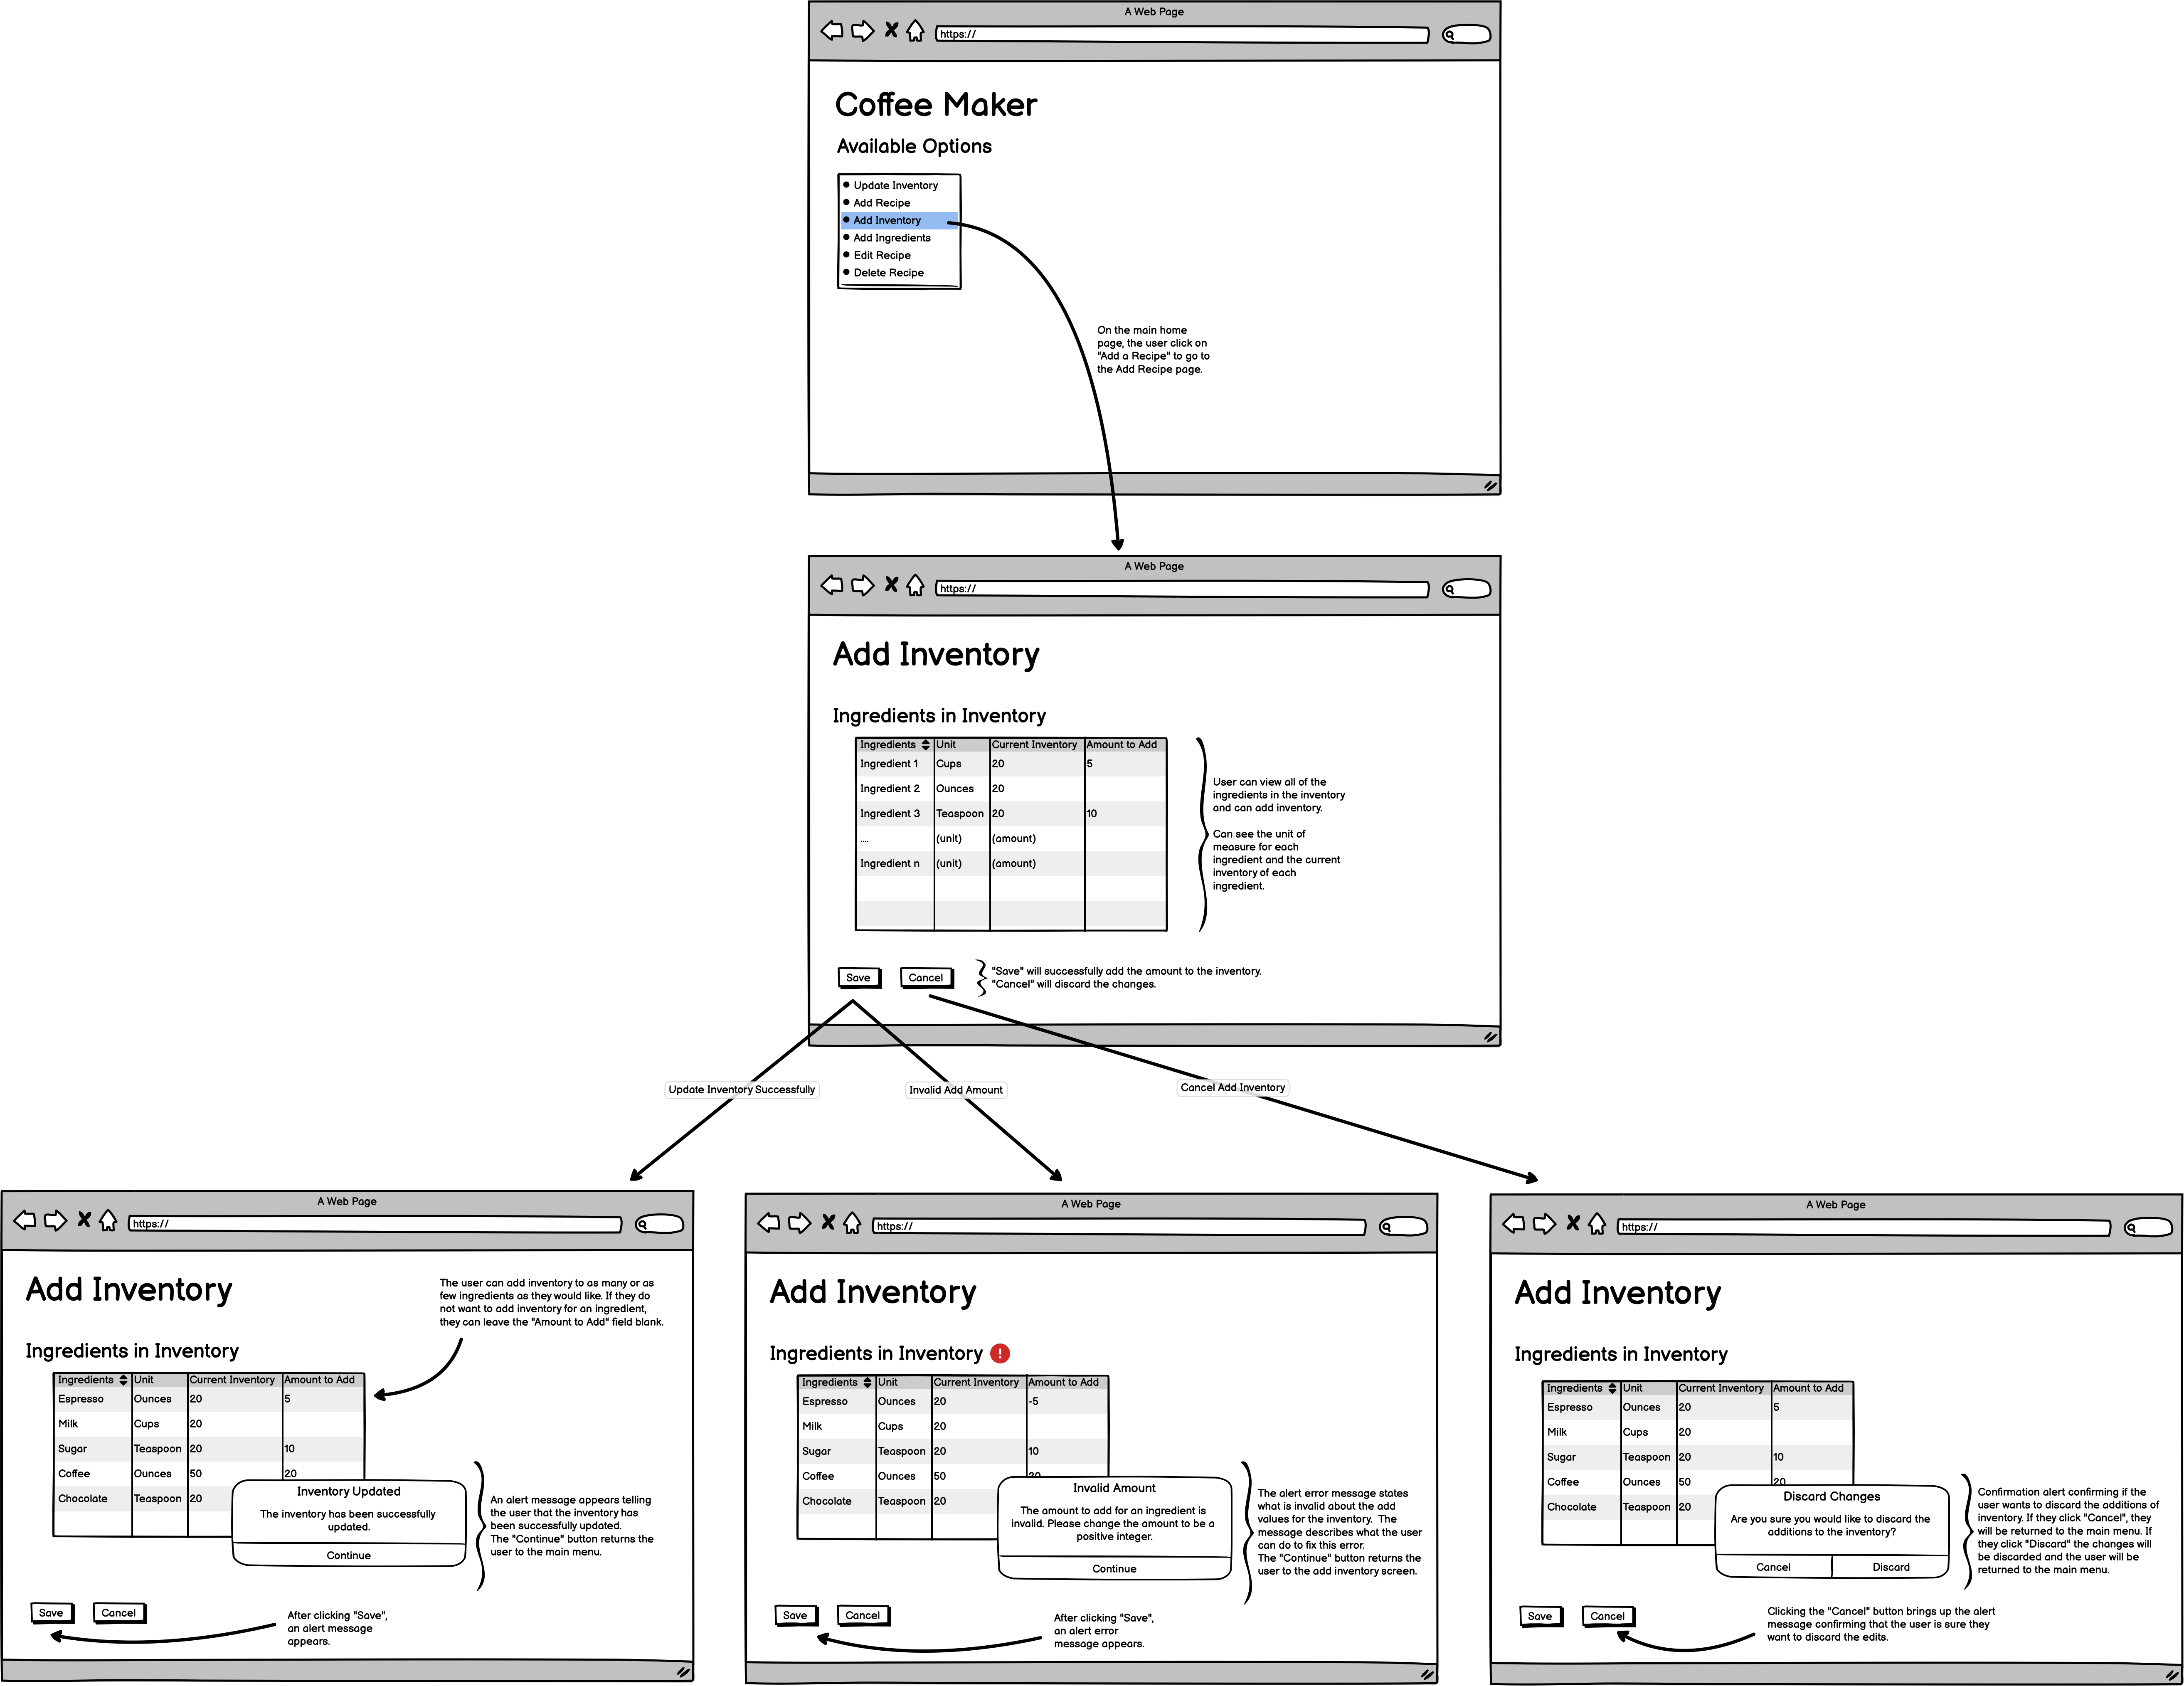 A Web Page
https://
Coffee Maker
Available Options
Update Inventory
Add Recipe
Add Inventory
Add Ingredients
Edit Recipe
Delete Recipe
On the main home
page, the user click on
"Add a Recipe" to go to
the Add Recipe page.
A Web Page
https://
Add Inventory
Ingredients in Inventory
Ingredients Unit Current Inventory Amount to Add
Ingredient 1 Cups 20 5
Ingredient 2 Ounces 20
Ingredient 3 Teaspoon 20 10
.... (unit) (amount)
Ingredient n (unit) (amount)
User can view all of the
ingredients in the inventory
and can add inventory.
Can see the unit of
measure for each
ingredient and the current
inventory of each
ingredient.
Save Cancel
"Save" will successfully add the amount to the inventory.
"Cancel" will discard the changes.
Update Inventory Successfully
Invalid Add Amount
Cancel Add Inventory
A Web Page
https://
Add Inventory
The user can add inventory to as many or as
few ingredients as they would like. If they do
not want to add inventory for an ingredient,
they can leave the "Amount to Add" field blank.
Ingredients in Inventory
Ingredients Unit Current Inventory Amount to Add
Espresso Ounces 20 5
Milk Cups 20
Sugar Teaspoon 20 10
Coffee Ounces 50 20
Chocolate Teaspoon 20
Inventory Updated
The inventory has been successfully
updated.
Continue
An alert message appears telling
the user that the inventory has
been successfully updated.
The "Continue" button returns the
user to the main menu.
Save Cancel
After clicking "Save",
an alert message
appears.
A Web Page
https://
Add Inventory
Ingredients in Inventory !
Ingredients Unit Current Inventory Amount to Add
Espresso Ounces 20 -5
Milk Cups 20
Sugar Teaspoon 20 10
Coffee Ounces 50 20
Chocolate Teaspoon 20
Invalid Amount
The amount to add for an ingredient is
invalid. Please change the amount to be a
positive integer.
Continue
The alert error message states
what is invalid about the add
values for the inventory. The
message describes what the user
can do to fix this error.
The "Continue" button returns the
user to the add inventory screen.
Save Cancel
After clicking "Save",
an alert error
message appears.
A Web Page
https://
Add Inventory
Ingredients in Inventory
Ingredients Unit Current Inventory Amount to Add
Espresso Ounces 20 5
Milk Cups 20
Sugar Teaspoon 20 10
Coffee Ounces 50 20
Chocolate Teaspoon 20
Discard Changes
Are you sure you would like to discard the
additions to the inventory?
Cancel Discard
Confirmation alert confirming if the
user wants to discard the additions of
inventory. If they click "Cancel", they
will be returned to the main menu. If
they click "Discard" the changes will
be discarded and the user will be
returned to the main menu.
Save Cancel
Clicking the "Cancel" button brings up the alert
message confirming that the user is sure they
want to discard the edits.